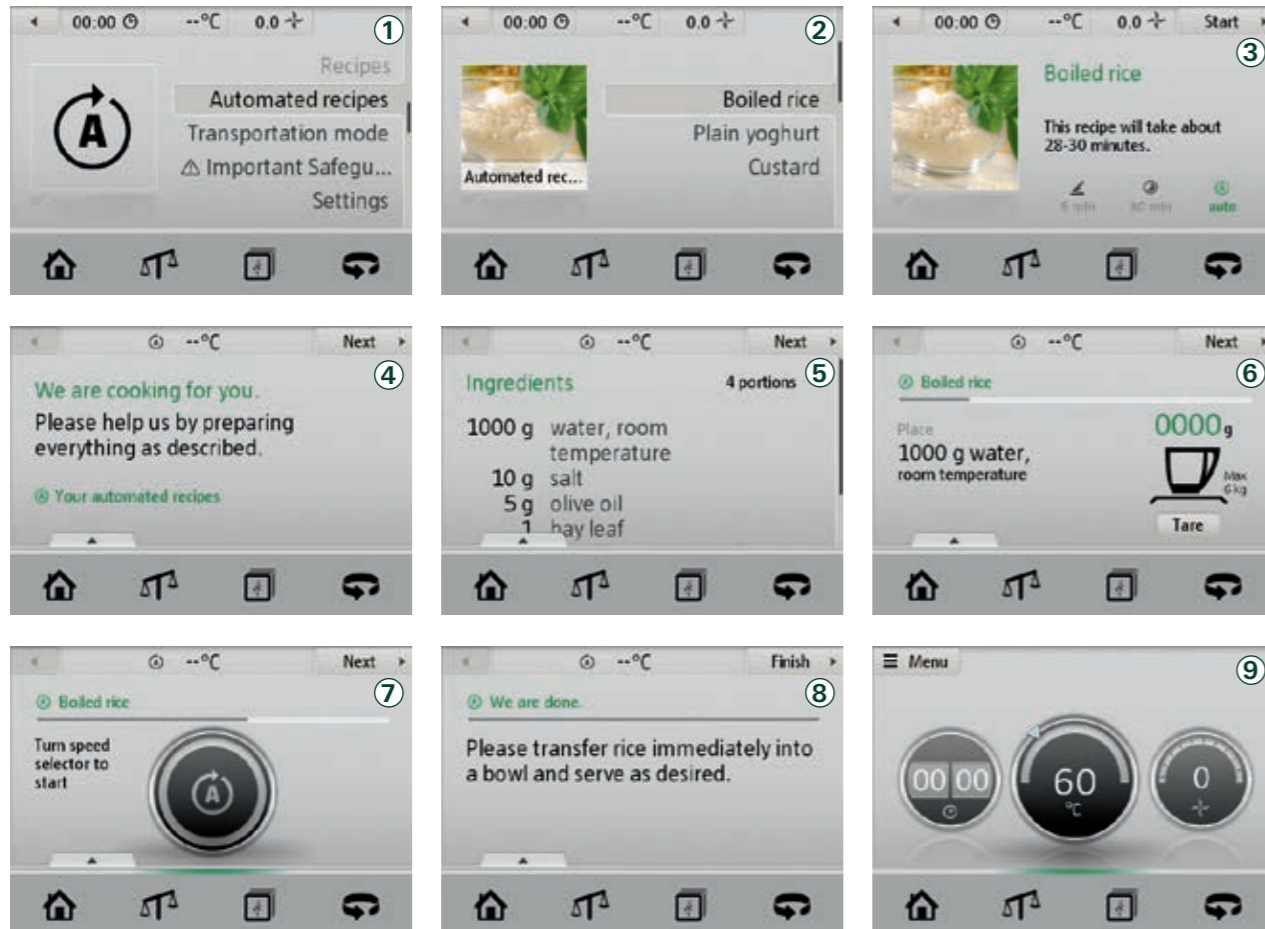 00:00 --°C 0.0 1
Recipes
Automated recipes
Transportation mode
⚠ Important Safegu...
Settings
00:00 --°C 0.0 2
Boiled rice
Plain yoghurt
Custard
Automated rec...
00:00 --°C 0.0 Start
3
Boiled rice
This recipe will take about
28-30 minutes.
5 min 30 min auto
--°C Next
4
We are cooking for you.
Please help us by preparing
everything as described.
Your automated recipes
--°C Next
5
Ingredients 4 portions
1000 g water, room
temperature
10 g salt
5 g olive oil
1 bay leaf
--°C Next
6
Boiled rice
Place
1000 g water,
room temperature
0000 g
Max
6 kg
Tare
--°C Next
7
Boiled rice
Turn speed
selector to
start
A
--°C Finish
8
We are done.
Please transfer rice immediately into
a bowl and serve as desired.
Menu
9
00 00
60
°C
0